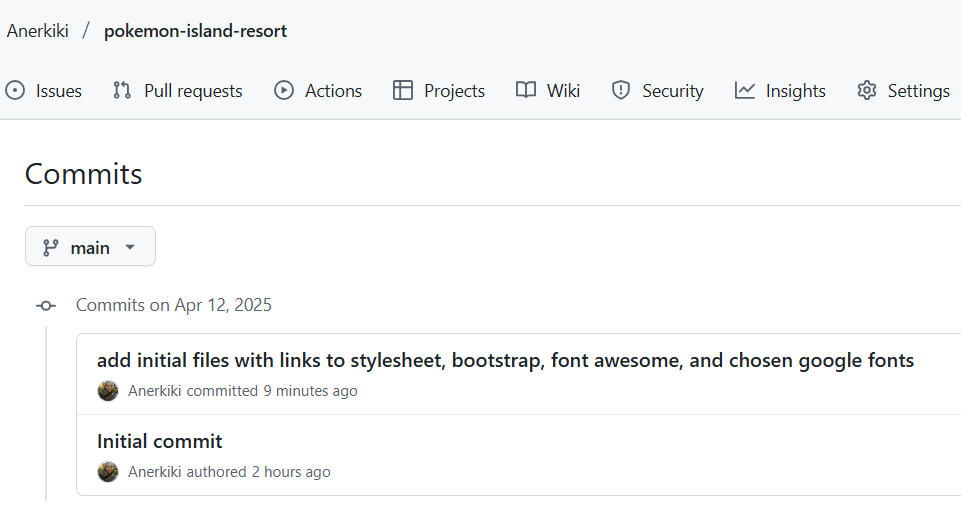 Anerkiki / pokemon-island-resort
Issues Pull requests Actions Projects Wiki Security Insights Settings
Commits
main
Commits on Apr 12, 2025
add initial files with links to stylesheet, bootstrap, font awesome, and chosen google fonts
Anerkiki committed 9 minutes ago
Initial commit
Anerkiki authored 2 hours ago